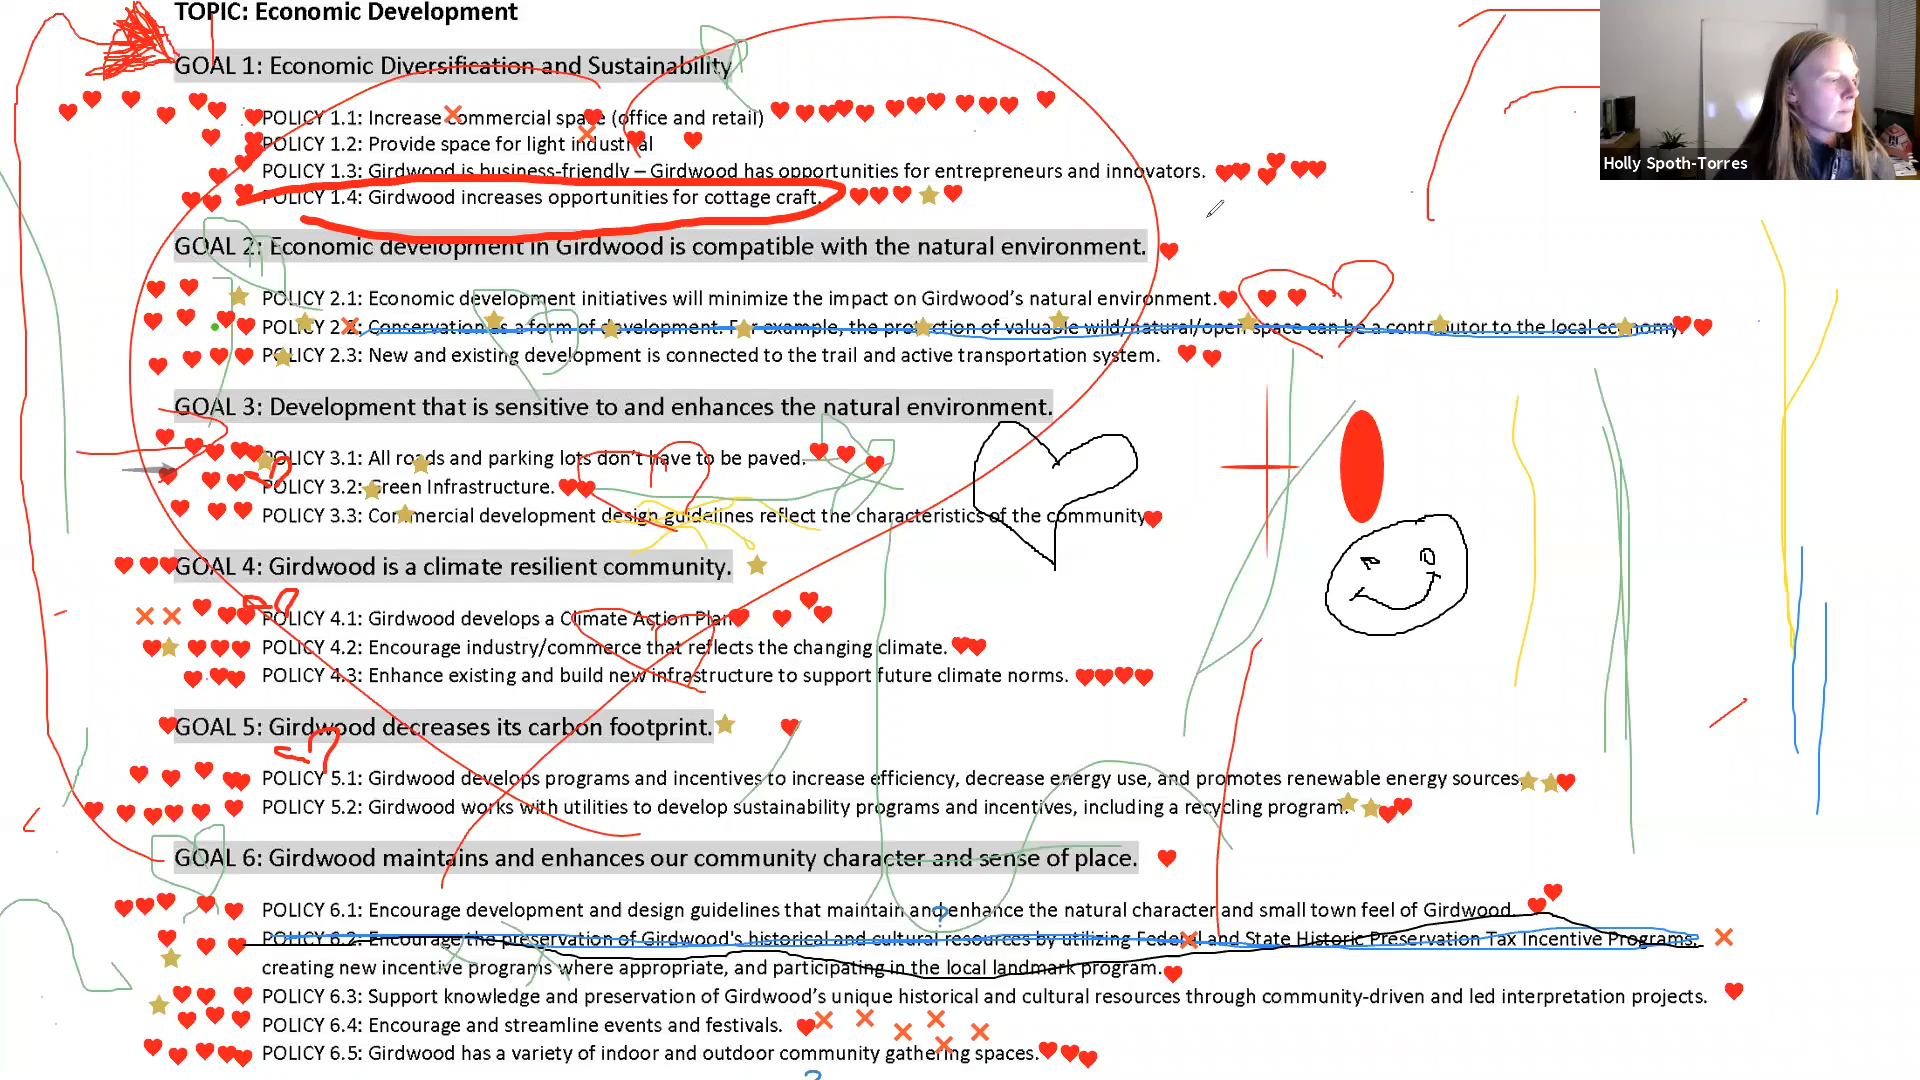 TOPIC: Economic Development
GOAL 1: Economic Diversification and Sustainability
POLICY 1.1: Increase commercial space (office and retail)
POLICY 1.2: Provide space for light industrial
POLICY 1.3: Girdwood is business-friendly – Girdwood has opportunities for entrepreneurs and innovators.
POLICY 1.4: Girdwood increases opportunities for cottage craft.
GOAL 2: Economic development in Girdwood is compatible with the natural environment.
POLICY 2.1: Economic development initiatives will minimize the impact on Girdwood's natural environment.
POLICY 2.2: Conservation as a form of development. For example, the protection of valuable wild/natural/open space can be a contributor to the local economy.
POLICY 2.3: New and existing development is connected to the trail and active transportation system.
GOAL 3: Development that is sensitive to and enhances the natural environment.
POLICY 3.1: All roads and parking lots don't have to be paved.
POLICY 3.2: Green Infrastructure.
POLICY 3.3: Commercial development design guidelines reflect the characteristics of the community.
GOAL 4: Girdwood is a climate resilient community.
POLICY 4.1: Girdwood develops a Climate Action Plan
POLICY 4.2: Encourage industry/commerce that reflects the changing climate.
POLICY 4.3: Enhance existing and build new infrastructure to support future climate norms.
GOAL 5: Girdwood decreases its carbon footprint.
POLICY 5.1: Girdwood develops programs and incentives to increase efficiency, decrease energy use, and promotes renewable energy sources.
POLICY 5.2: Girdwood works with utilities to develop sustainability programs and incentives, including a recycling program.
GOAL 6: Girdwood maintains and enhances our community character and sense of place.
POLICY 6.1: Encourage development and design guidelines that maintain and enhance the natural character and small town feel of Girdwood.
?
POLICY 6.2: Encourage the preservation of Girdwood's historical and cultural resources by utilizing Federal and State Historic Preservation Tax Incentive Programs,
creating new incentive programs where appropriate, and participating in the local landmark program.
POLICY 6.3: Support knowledge and preservation of Girdwood's unique historical and cultural resources through community-driven and led interpretation projects.
POLICY 6.4: Encourage and streamline events and festivals.
POLICY 6.5: Girdwood has a variety of indoor and outdoor community gathering spaces.
Holly Spoth-Torres